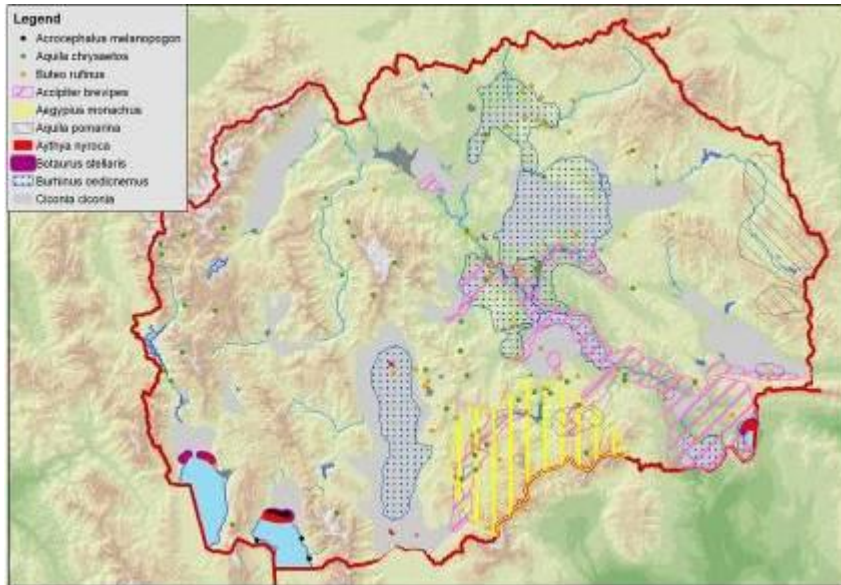 Legend
Acrocephalus melanopogon
Aquila chrysaetos
Buteo rufinus
Accipiter brevipes
Aegypius monachus
Aquila pomarina
Aythya nyroca
Botaurus stellaris
Burhinus oedicnemus
Ciconia ciconia